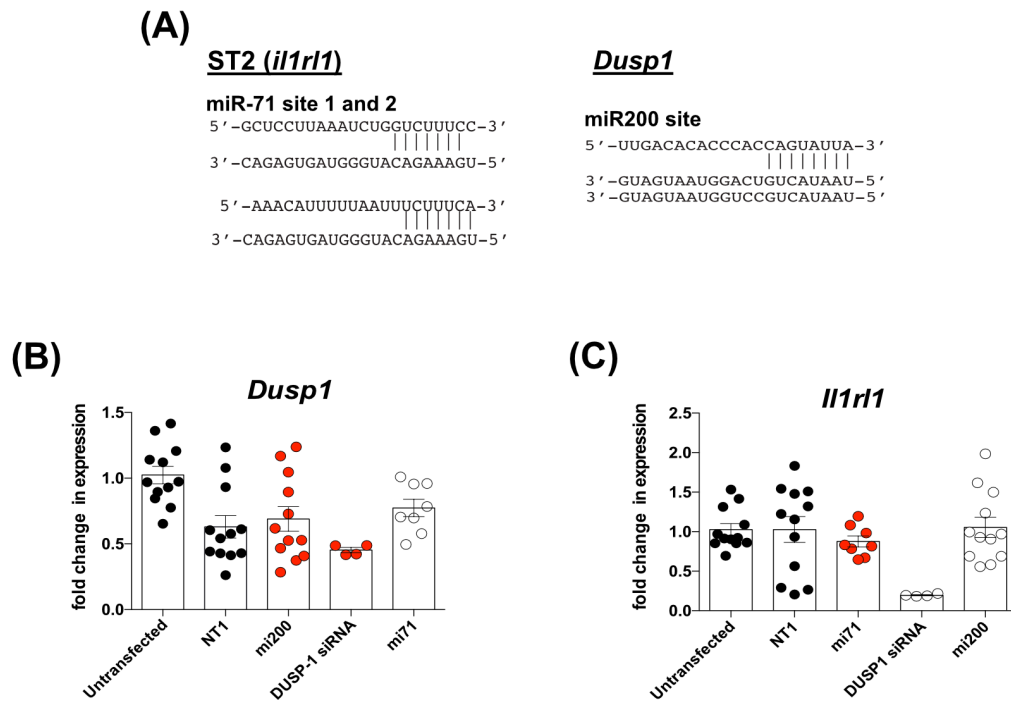 (A)
ST2 (il1rl1)
miR-71 site 1 and 2
5’-GCUCCUUAAAUCUGGUCUUUCC-3’
3’-CAGAGUGAUGGGUACAGAAAGU-5’
5’-AAACAUUUUUAAUUUCUUUCA-3’
3’-CAGAGUGAUGGGUACAGAAAGU-5’
Dusp1
miR200 site
5’-UUGACACACCCACCAGUAUUA-3’
3’-GUAGUAAUGGACUGUCAUAAU-5’
3’-GUAGUAAUGGUCCGUCAUAAU-5’
(B)
Dusp1
fold change in expression
1.5
1.0
0.5
0.0
Untransfected
NT1
mi200
DUSP-1 siRNA
mi71
(C)
Il1rl1
fold change in expression
2.5
2.0
1.5
1.0
0.5
0.0
Untransfected
NT1
mi71
DUSP1 siRNA
mi200